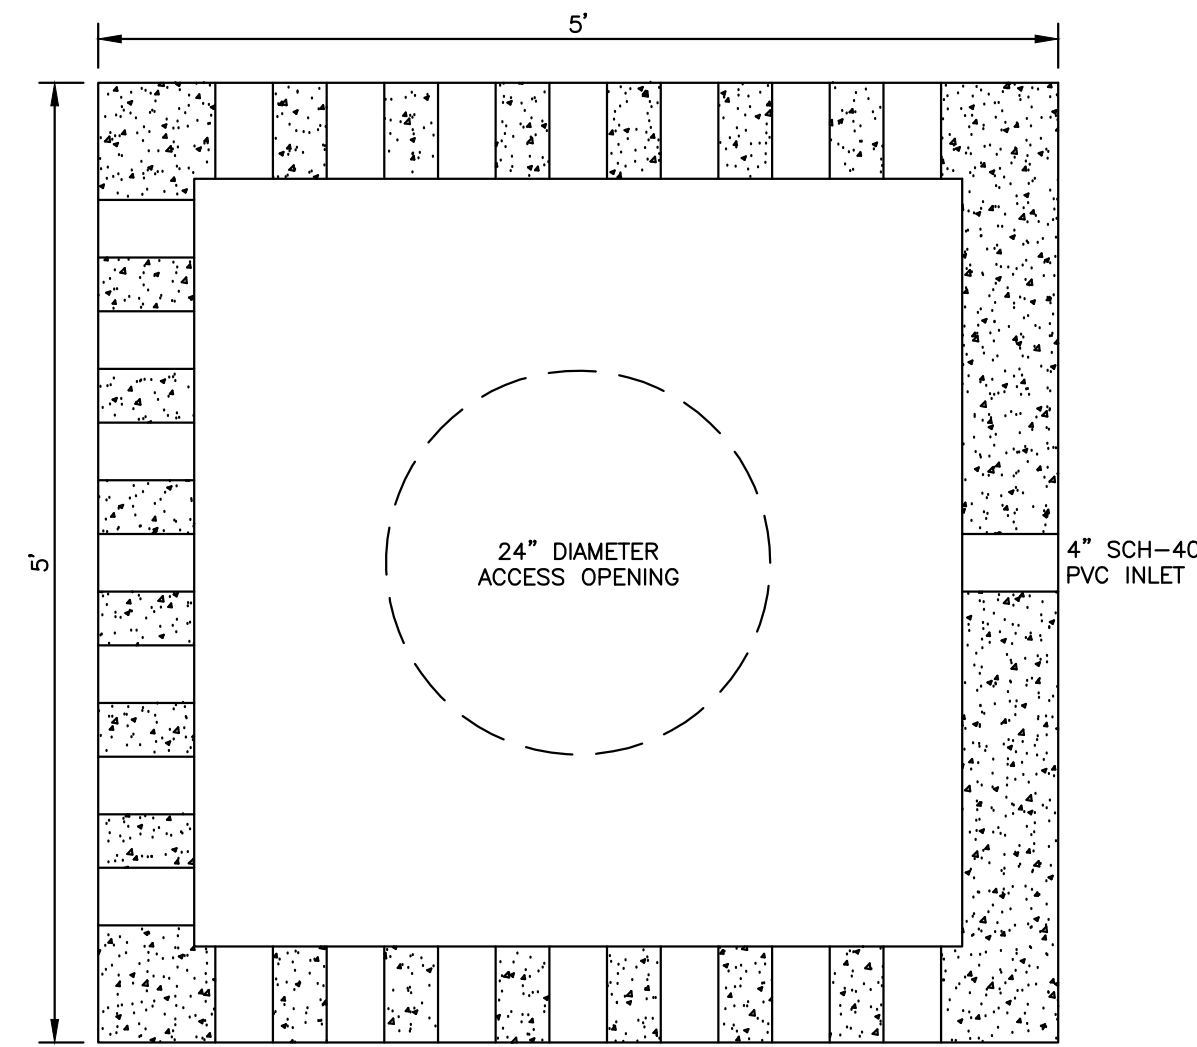 5'
5'
24” DIAMETER
ACCESS OPENING
4” SCH-40
PVC INLET